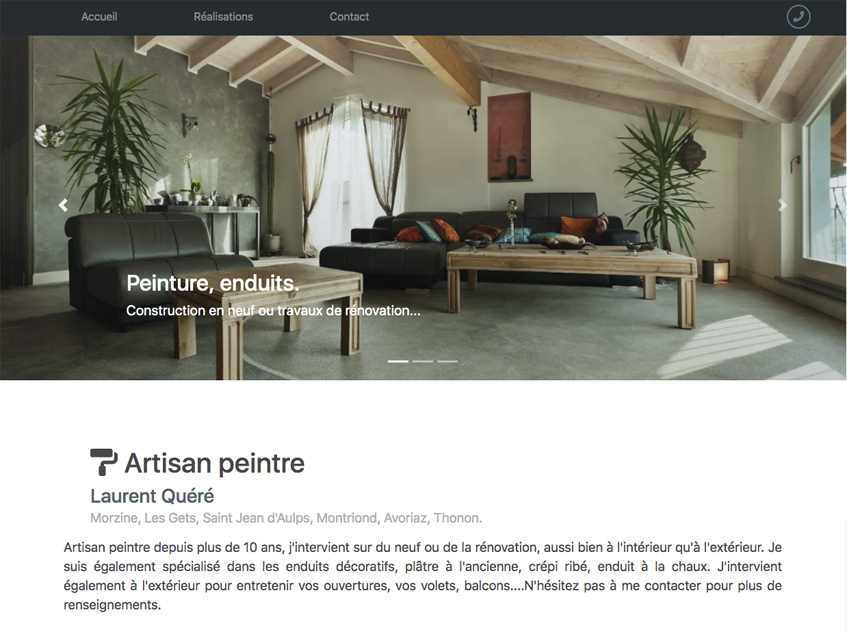 Accueil Réalisations Contact
Peinture, enduits.
Construction en neuf ou travaux de rénovation...
Artisan peintre
Laurent Quéré
Morzine, Les Gets, Saint Jean d'Aulps, Montriond, Avoriaz, Thonon.
Artisan peintre depuis plus de 10 ans, j'intervient sur du neuf ou de la rénovation, aussi bien à l'intérieur qu'à l'extérieur. Je
suis également spécialisé dans les enduits décoratifs, plâtre à l'ancienne, crépi ribé, enduit à la chaux. J'intervient
également à l'extérieur pour entretenir vos ouvertures, vos volets, balcons....N'hésitez pas à me contacter pour plus de
renseignements.